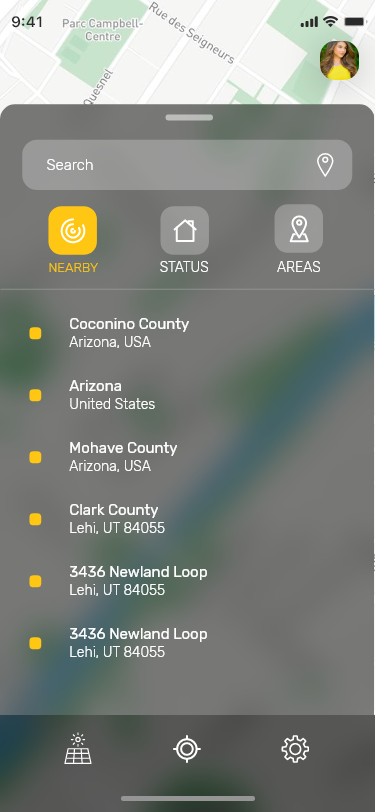 9:41
Parc Campbell-
Centre
Rue des Seigneurs
Quesnel
Search
NEARBY
STATUS
AREAS
Coconino County
Arizona, USA
Arizona
United States
Mohave County
Arizona, USA
Clark County
Lehi, UT 84055
3436 Newland Loop
Lehi, UT 84055
3436 Newland Loop
Lehi, UT 84055